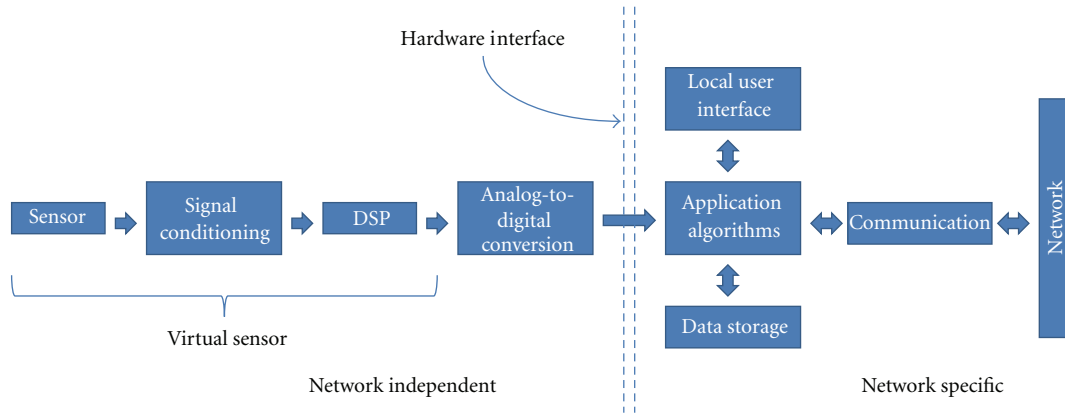 Hardware interface
Local user
interface
Sensor
Signal
conditioning
DSP
Analog-to-
digital
conversion
Application
algorithms
Communication
Network
Data storage
Virtual sensor
Network independent
Network specific